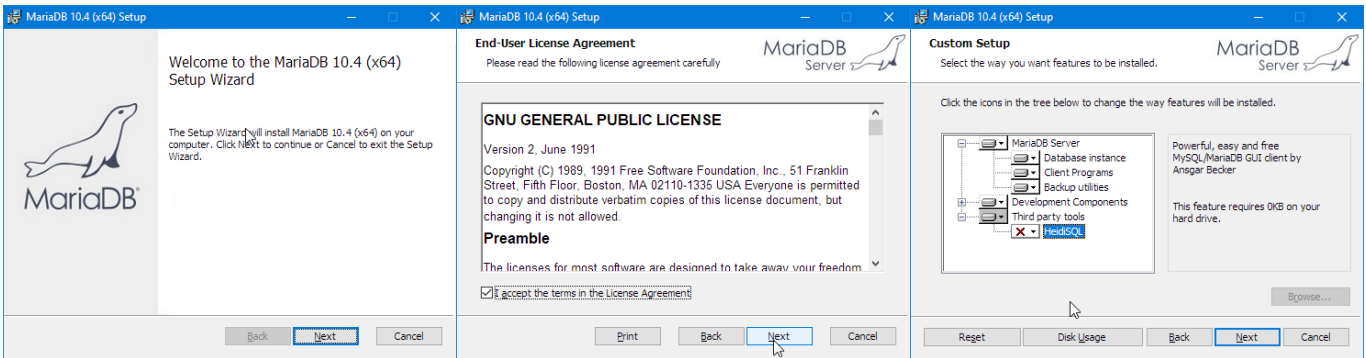 MariaDB 10.4 (x64) Setup
Welcome to the MariaDB 10.4 (x64)
Setup Wizard
The Setup Wizard will install MariaDB 10.4 (x64) on your
computer. Click Next to continue or Cancel to exit the Setup
Wizard.
MariaDB
Back Next Cancel
MariaDB 10.4 (x64) Setup
End-User License Agreement
Please read the following license agreement carefully
MariaDB
Server
GNU GENERAL PUBLIC LICENSE
Version 2, June 1991
Copyright (C) 1989, 1991 Free Software Foundation, Inc., 51 Franklin
Street, Fifth Floor, Boston, MA 02110-1335 USA Everyone is permitted
to copy and distribute verbatim copies of this license document, but
changing it is not allowed.
Preamble
The licenses for most software are designed to take away your freedom
I accept the terms in the License Agreement
Print Back Next Cancel
MariaDB 10.4 (x64) Setup
Custom Setup
Select the way you want features to be installed.
MariaDB
Server
Click the icons in the tree below to change the way features will be installed.
MariaDB Server
Database instance
Client Programs
Backup utilities
Development Components
Third party tools
HeidiSQL
Powerful, easy and free
MySQL/MariaDB GUI client by
Ansgar Becker
This feature requires 0KB on your
hard drive.
Browse...
Reset Disk Usage Back Next Cancel